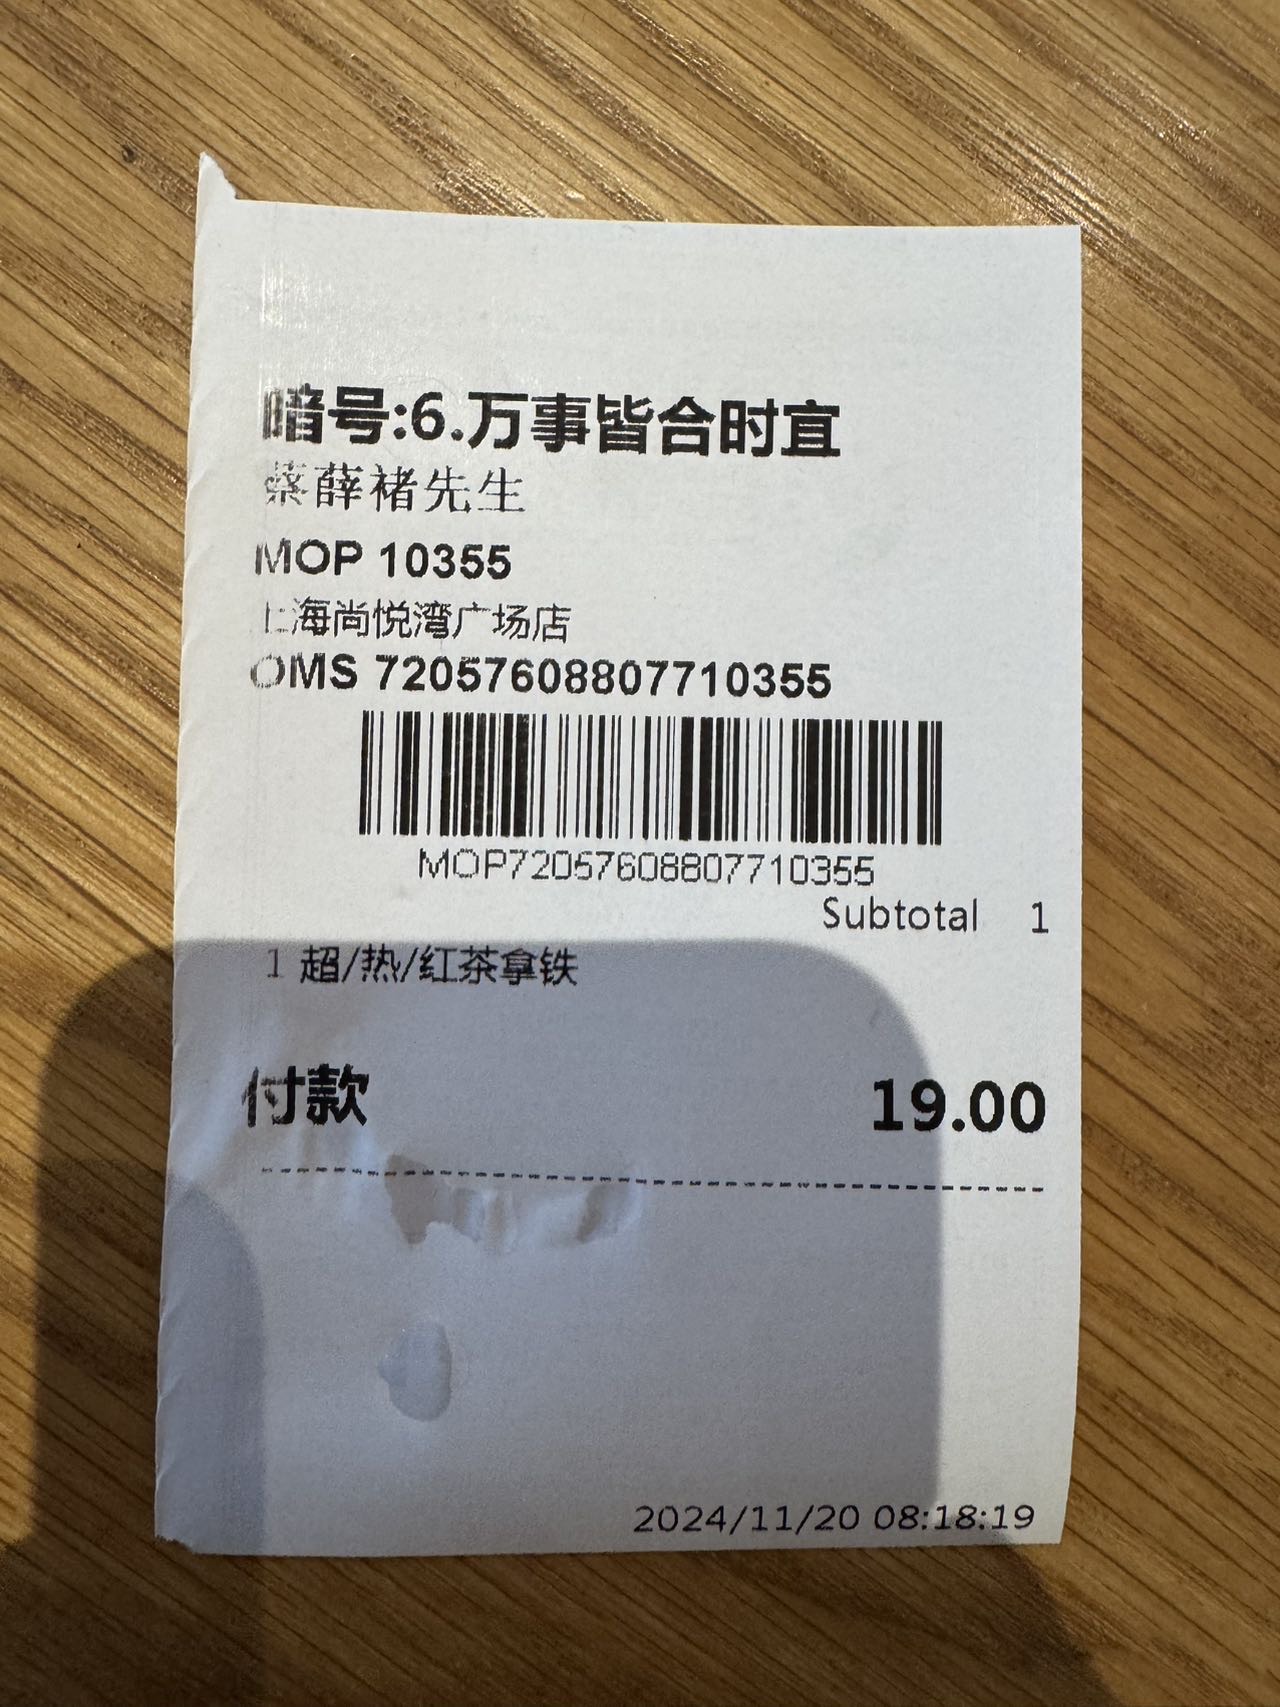 暗号:6.万事皆合时宜
蔡薛褚先生
MOP 10355
上海尚悦湾广场店
OMS 72057608807710355
MOP72057608807710355
Subtotal 1
1 超/热/红茶拿铁
付款 19.00
2024/11/20 08:18:19